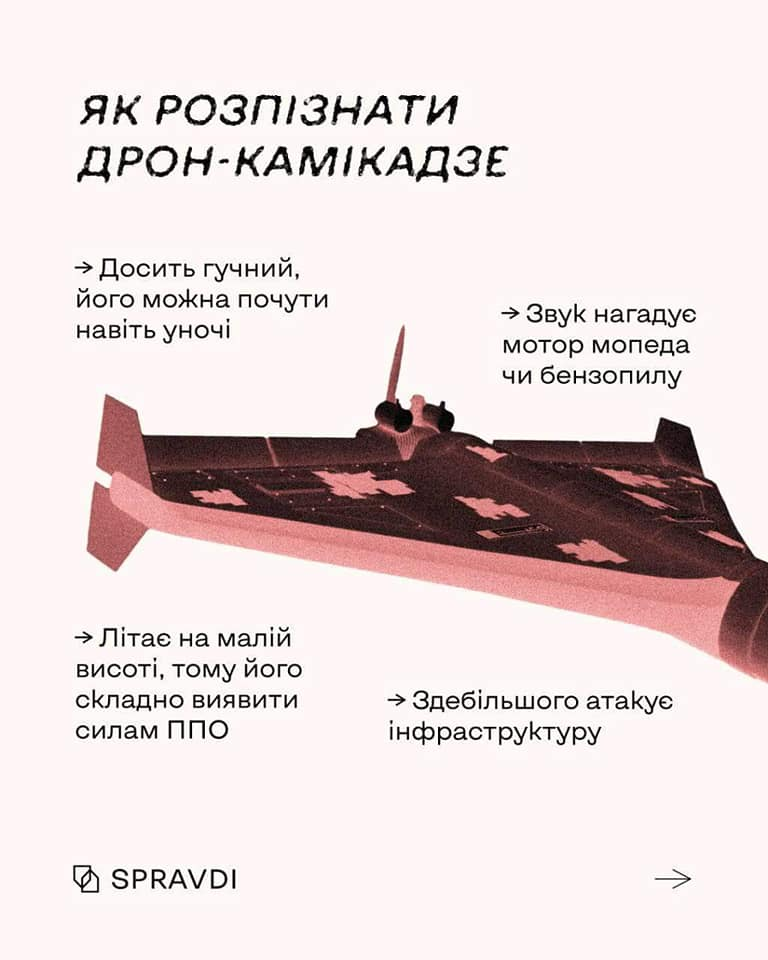 ЯК РОЗПІЗНАТИ
ДРОН-КАМІКАДЗЕ
→ Досить гучний,
його можна почути
навіть уночі
→ Звук нагадує
мотор мопеда
чи бензопилу
→ Літає на малій
висоті, тому його
складно виявити
силам ППО
→ Здебільшого атакує
інфраструктуру
SPRAVDI
→